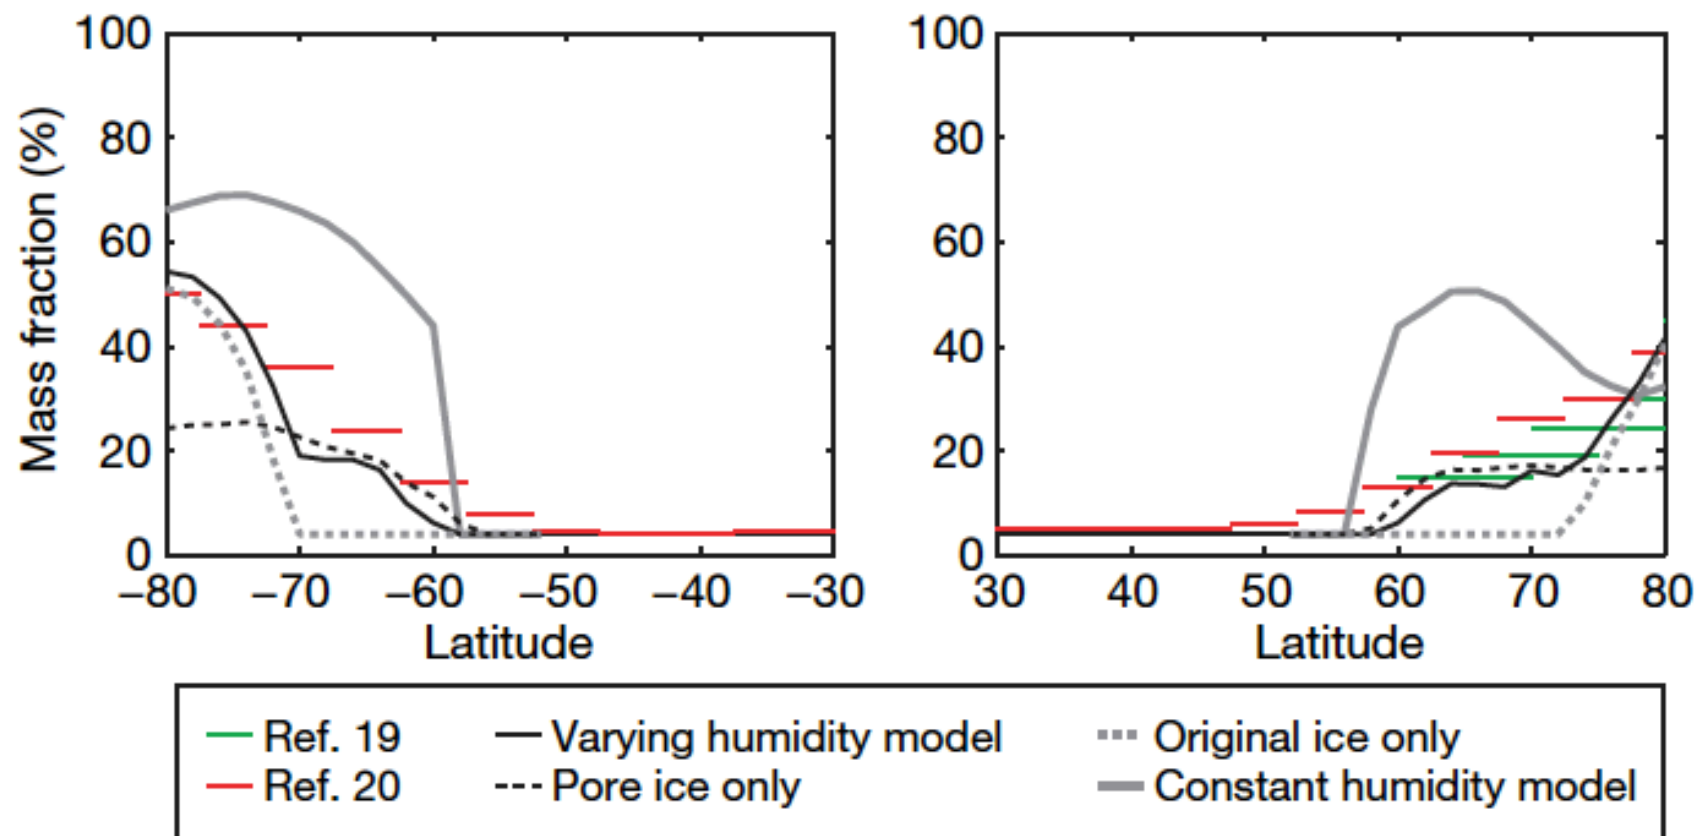 Mass fraction (%)
100
80
60
40
20
0
–80 –70 –60 –50 –40 –30
Latitude
100
80
60
40
20
0
30 40 50 60 70 80
Latitude
Ref. 19
Varying humidity model
Original ice only
Ref. 20
Pore ice only
Constant humidity model